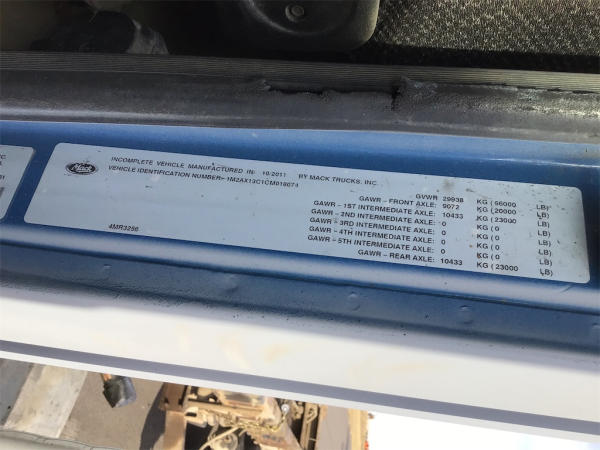 Mack
INCOMPLETE VEHICLE MANUFACTURED IN: 10/2011 BY MACK TRUCKS, INC.
VEHICLE IDENTIFICATION NUMBER- 1M2AX13C1CM018074
GVWR 29938 KG ( 66000 LB)
GAWR - FRONT AXLE: 9072 KG ( 20000 LB)
GAWR - 1ST INTERMEDIATE AXLE: 10433 KG ( 23000 LB)
GAWR - 2ND INTERMEDIATE AXLE: 0 KG ( 0 LB)
GAWR - 3RD INTERMEDIATE AXLE: 0 KG ( 0 LB)
GAWR - 4TH INTERMEDIATE AXLE: 0 KG ( 0 LB)
GAWR - 5TH INTERMEDIATE AXLE: 0 KG ( 0 LB)
GAWR - REAR AXLE: 10433 KG ( 23000 LB)
4MR3256